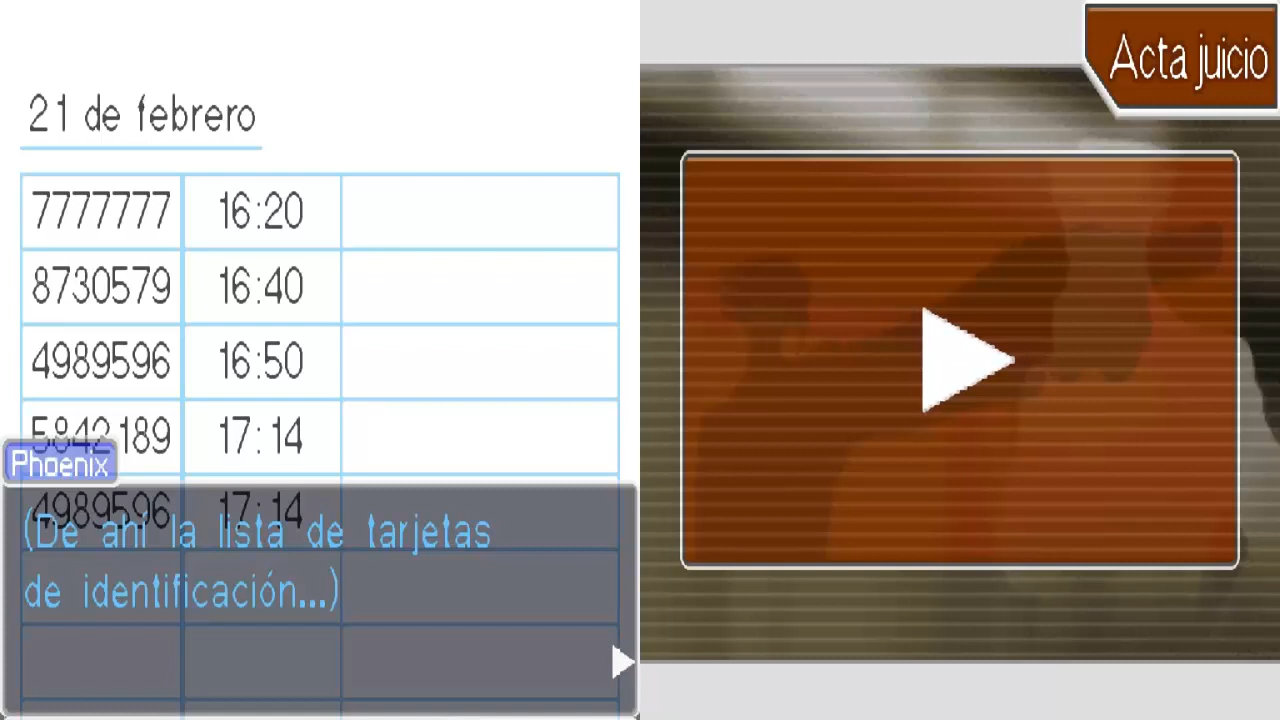 21 de febrero
7777777 16:20
8730579 16:40
4989596 16:50
5842189 17:14
4989596 17:14
Phoenix
(De ahí la lista de tarjetas
de identificación...)
Acta juicio